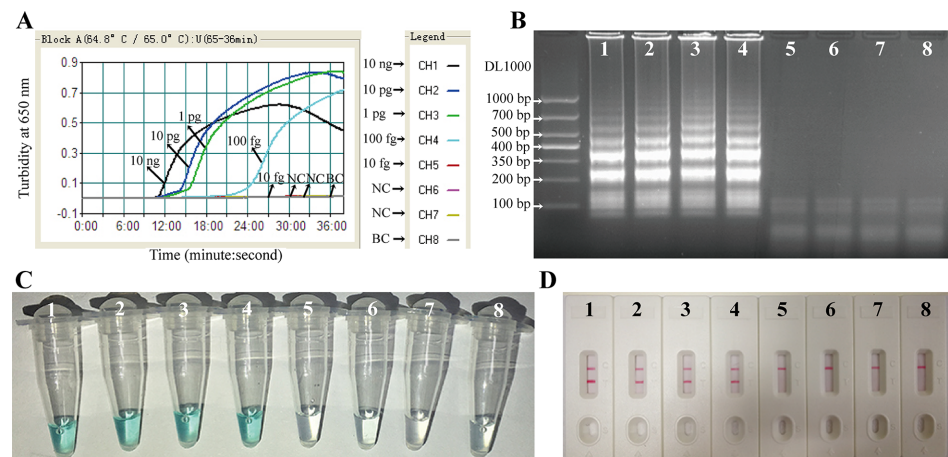 A
Block A(64.8° C / 65.0° C):U(65-36min)
Turbidity at 650 nm
0.9
0.7
0.5
0.3
0.1
-0.1
0:00 6:00 12:00 18:00 24:00 30:00 36:00
Time (minute:second)
10 ng
10 pg
1 pg
100 fg
10 fg NC NC BC
Legend
10 ng CH1
10 pg CH2
1 pg CH3
100 fg CH4
10 fg CH5
NC CH6
NC CH7
BC CH8
B
1 2 3 4 5 6 7 8
DL1000
1000 bp
700 bp
500 bp
400 bp
350 bp
200 bp
100 bp
C
1 2 3 4 5 6 7 8
D
1 2 3 4 5 6 7 8